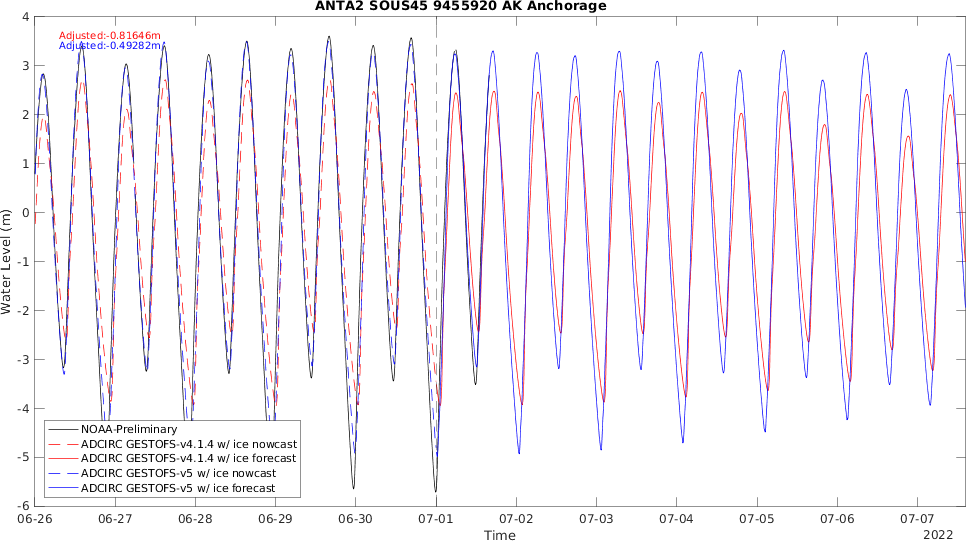 ANTA2 SOUS45 9455920 AK Anchorage
Adjusted:-0.81646m
Adjusted:-0.49282m
4
3
2
1
0
-1
-2
-3
-4
-5
-6
Water Level (m)
NOAA-Preliminary
ADCIRC GESTOFS-v4.1.4 w/ ice nowcast
ADCIRC GESTOFS-v4.1.4 w/ ice forecast
ADCIRC GESTOFS-v5 w/ ice nowcast
ADCIRC GESTOFS-v5 w/ ice forecast
06-26 06-27 06-28 06-29 06-30 07-01 07-02 07-03 07-04 07-05 07-06 07-07
Time
2022